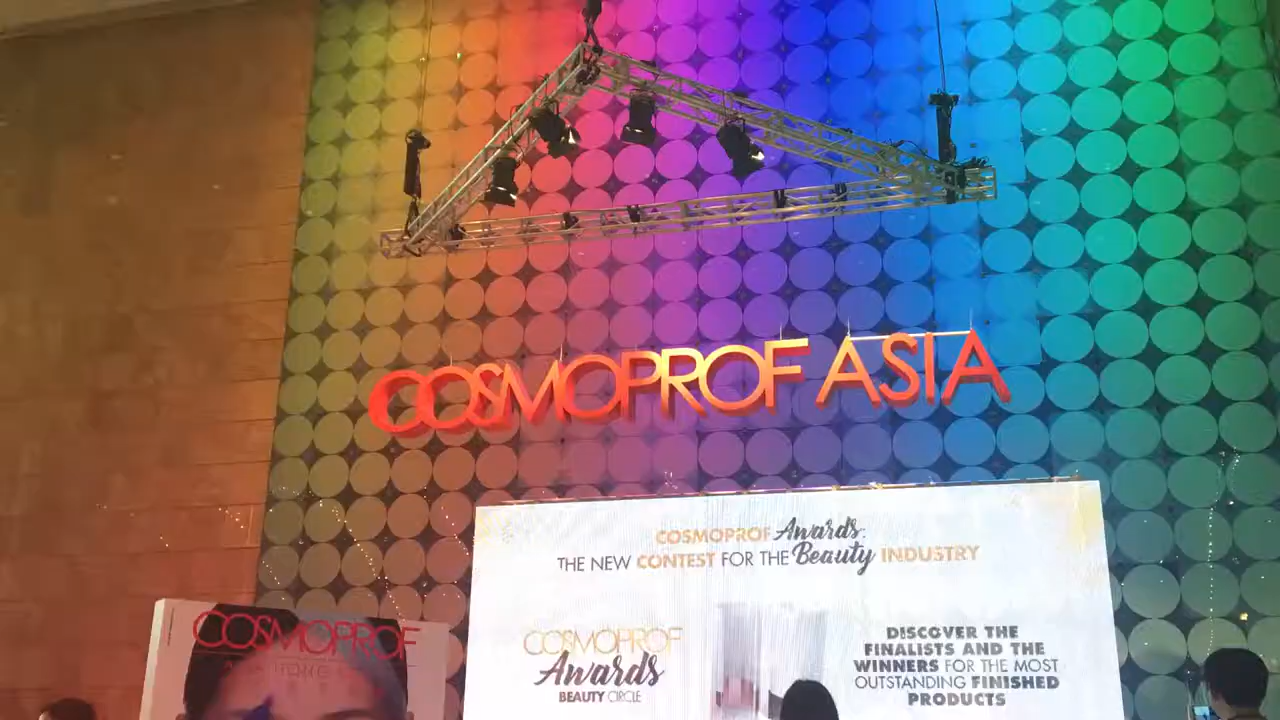 COSMOPROF ASIA
COSMOPROF Awards:
THE NEW CONTEST FOR THE Beauty INDUSTRY
COSMOPROF
Awards
BEAUTY CIRCLE
DISCOVER THE
FINALISTS AND THE
WINNERS FOR THE MOST
OUTSTANDING FINISHED
PRODUCTS
COSMOPROF